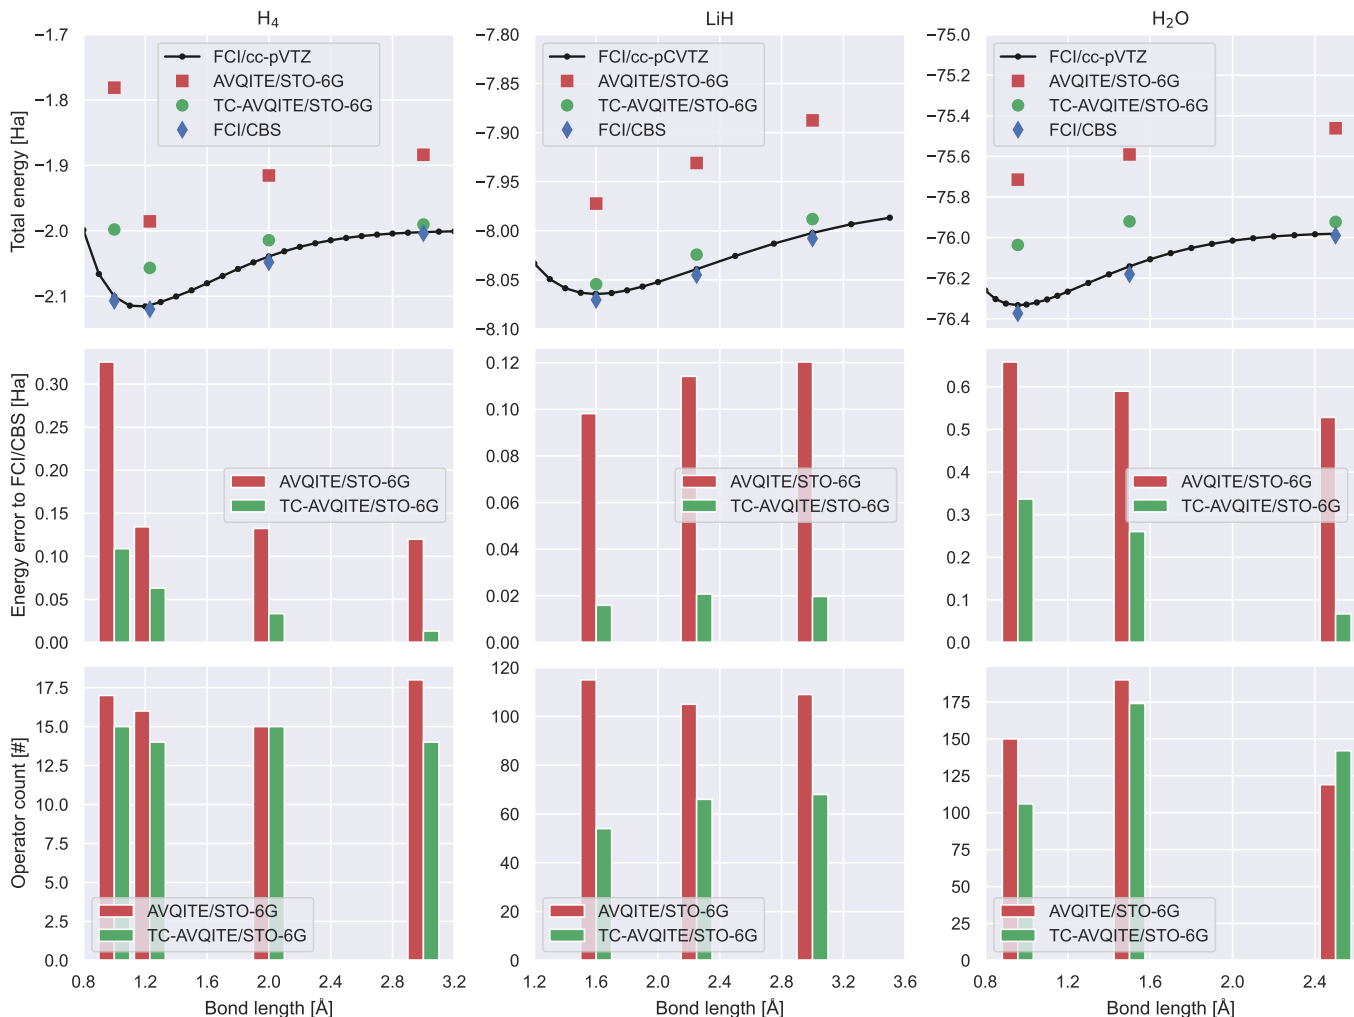 H₄
LiH
H₂O
Total energy [Ha]
−1.7
−1.8
−1.9
−2.0
−2.1
FCI/cc-pVTZ
AVQITE/STO-6G
TC-AVQITE/STO-6G
FCI/CBS
−7.80
−7.85
−7.90
−7.95
−8.00
−8.05
−8.10
FCI/cc-pCVTZ
AVQITE/STO-6G
TC-AVQITE/STO-6G
FCI/CBS
−75.0
−75.2
−75.4
−75.6
−75.8
−76.0
−76.2
−76.4
FCI/cc-pVTZ
AVQITE/STO-6G
TC-AVQITE/STO-6G
FCI/CBS
Energy error to FCI/CBS [Ha]
0.30
0.25
0.20
0.15
0.10
0.05
0.00
AVQITE/STO-6G
TC-AVQITE/STO-6G
0.12
0.10
0.08
0.06
0.04
0.02
0.00
AVQITE/STO-6G
TC-AVQITE/STO-6G
0.6
0.5
0.4
0.3
0.2
0.1
0.0
AVQITE/STO-6G
TC-AVQITE/STO-6G
Operator count [#]
17.5
15.0
12.5
10.0
7.5
5.0
2.5
0.0
AVQITE/STO-6G
TC-AVQITE/STO-6G
0.8 1.2 1.6 2.0 2.4 2.8 3.2
Bond length [Å]
120
100
80
60
40
20
0
AVQITE/STO-6G
TC-AVQITE/STO-6G
1.2 1.6 2.0 2.4 2.8 3.2 3.6
Bond length [Å]
175
150
125
100
75
50
25
0
AVQITE/STO-6G
TC-AVQITE/STO-6G
0.8 1.2 1.6 2.0 2.4
Bond length [Å]